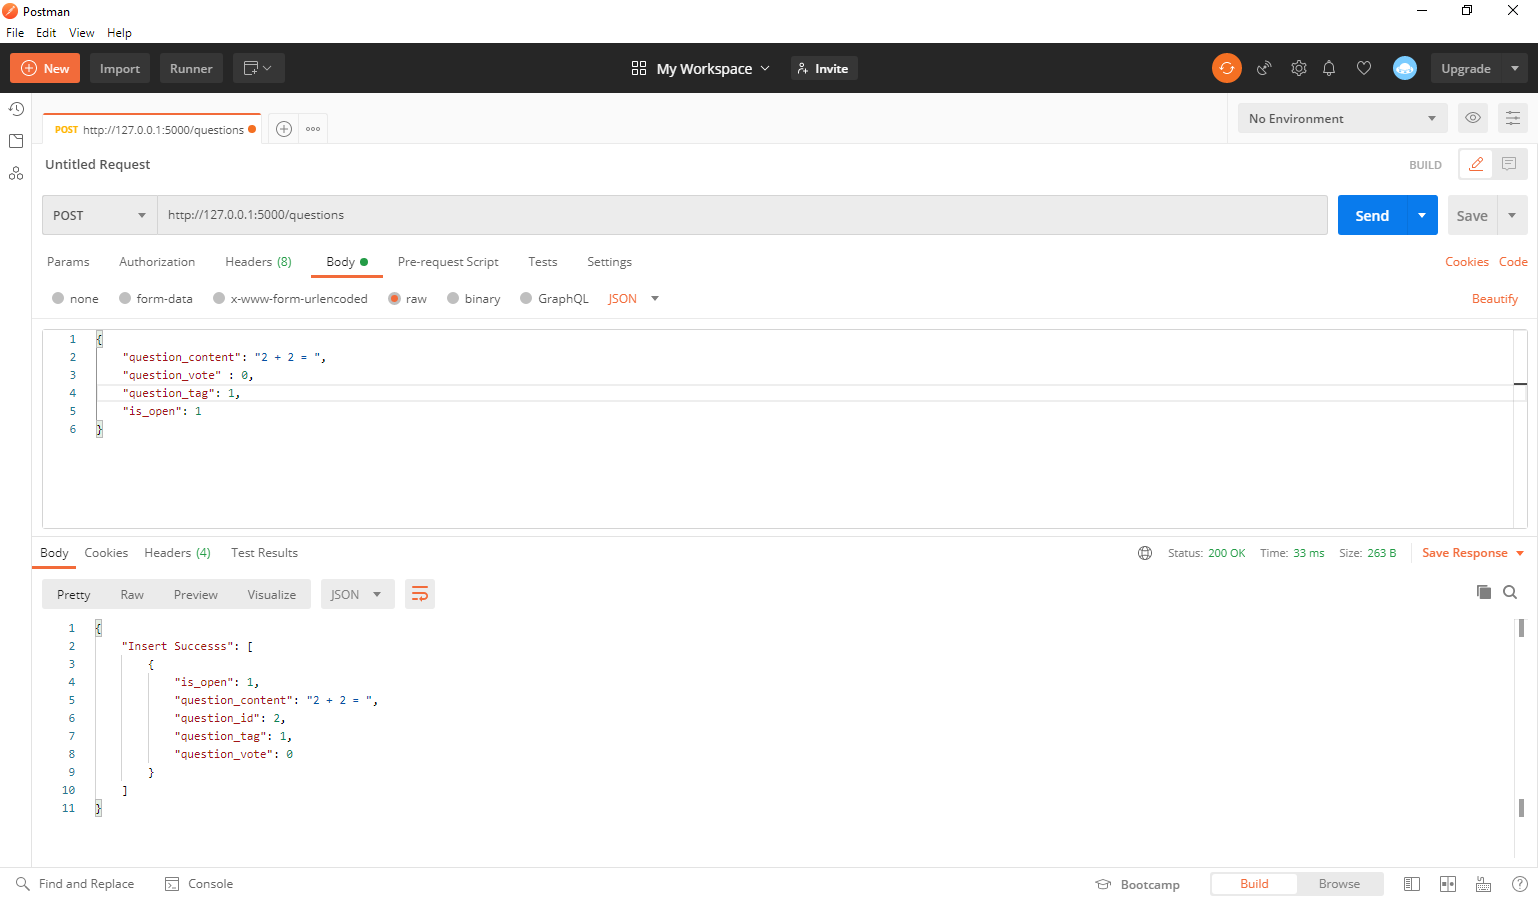 Postman
File Edit View Help
New Import Runner My Workspace Invite Upgrade
POST http://127.0.0.1:5000/questions No Environment
Untitled Request BUILD
POST http://127.0.0.1:5000/questions Send Save
Params Authorization Headers (8) Body Pre-request Script Tests Settings Cookies Code
none form-data x-www-form-urlencoded raw binary GraphQL JSON Beautify
1 {
2 "question_content": "2 + 2 = ",
3 "question_vote" : 0,
4 "question_tag": 1,
5 "is_open": 1
6 }
Body Cookies Headers (4) Test Results Status: 200 OK Time: 33 ms Size: 263 B Save Response
Pretty Raw Preview Visualize JSON
1 {
2 "Insert Successs": [
3 {
4 "is_open": 1,
5 "question_content": "2 + 2 = ",
6 "question_id": 2,
7 "question_tag": 1,
8 "question_vote": 0
9 }
10 ]
11 }
Find and Replace Console Bootcamp Build Browse